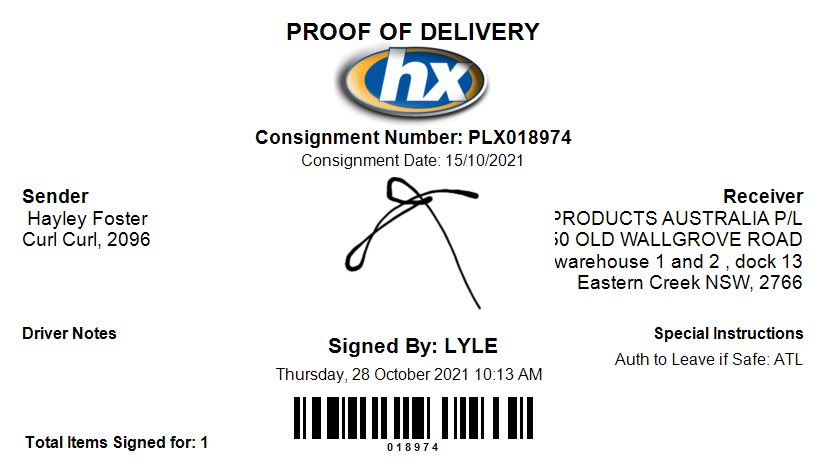 PROOF OF DELIVERY
hx
Consignment Number: PLX018974
Consignment Date: 15/10/2021
Sender
Hayley Foster
Curl Curl, 2096
Receiver
PRODUCTS AUSTRALIA P/L
50 OLD WALLGROVE ROAD
warehouse 1 and 2 , dock 13
Eastern Creek NSW, 2766
Driver Notes
Signed By: LYLE
Thursday, 28 October 2021 10:13 AM
Special Instructions
Auth to Leave if Safe: ATL
018974
Total Items Signed for: 1